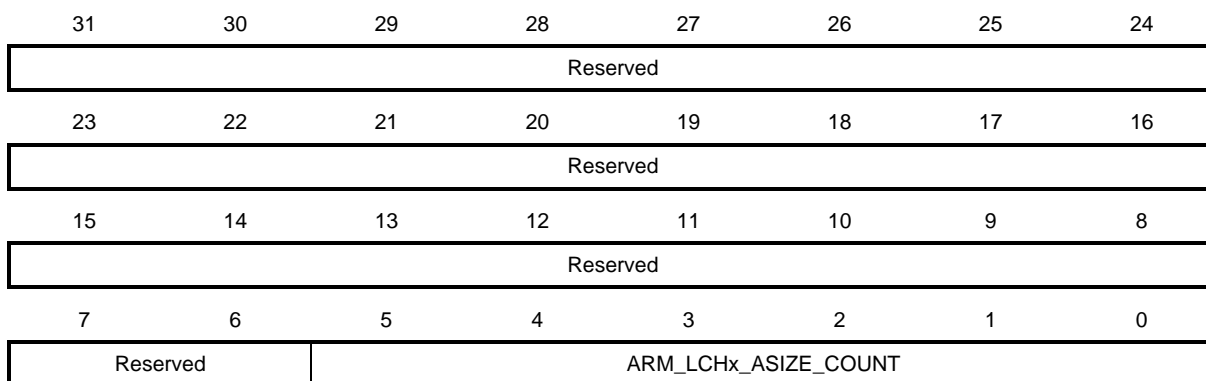 31 30 29 28 27 26 25 24
Reserved
23 22 21 20 19 18 17 16
Reserved
15 14 13 12 11 10 9 8
Reserved
7 6 5 4 3 2 1 0
Reserved ARM_LCHx_ASIZE_COUNT